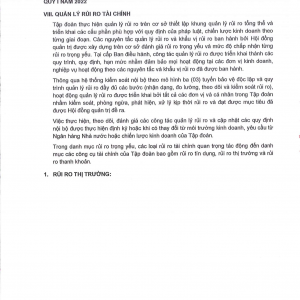 QUÝ I NĂM 2022
VIII. QUẢN LÝ RỦI RO TÀI CHÍNH
Tập đoàn thực hiện quản lý rủi ro trên cơ sở thiết lập khung quản lý rủi ro tổng thể và
triển khai các cấu phần phù hợp với quy định của pháp luật, chiến lược kinh doanh theo
từng giai đoạn. Các nguyên tắc quản lý rủi ro và khẩu vị rủi ro ban hành bởi Hội đồng
quản trị được xây dựng trên cơ sở đánh giá rủi ro trọng yếu và mức độ chấp nhận từng
rủi ro trọng yếu. Tại cấp Ban điều hành, công tác quản lý rủi ro được triển khai thành các
quy trình, quy định, hạn mức nhằm đảm bảo mọi hoạt động tại các đơn vị kinh doanh,
nghiệp vụ hoạt động theo các nguyên tắc và khẩu vị rủi ro đã được ban hành.
Thông qua hệ thống kiểm soát nội bộ theo mô hình ba (03) tuyến bảo vệ độc lập và quy
trình quản lý rủi ro đầy đủ các bước (nhận dạng, đo lường, theo dõi và kiểm soát rủi ro),
hoạt động quản lý rủi ro được triển khai bởi tất cả các đơn vị và cá nhân trong Tập đoàn
nhằm kiểm soát, phòng ngừa, phát hiện, xử lý kịp thời rủi ro và đạt được mục tiêu đã
được Hội đồng quản trị đề ra.
Việc thực hiện, theo dõi, đánh giá các công tác quản lý rủi ro và cập nhật các quy định
nội bộ được thực hiện định kỳ hoặc khi có thay đổi từ môi trường kinh doanh, yêu cầu từ
Ngân hàng Nhà nước hoặc chiến lược kinh doanh của Tập đoàn.
Trong danh mục rủi ro trọng yếu, các loại rủi ro tài chính quan trọng tác động đến danh
mục các công cụ tài chính của Tập đoàn bao gồm rủi ro tín dụng, rủi ro thị trường và rủi
ro thanh khoản.
1. RỦI RO THỊ TRƯỜNG: